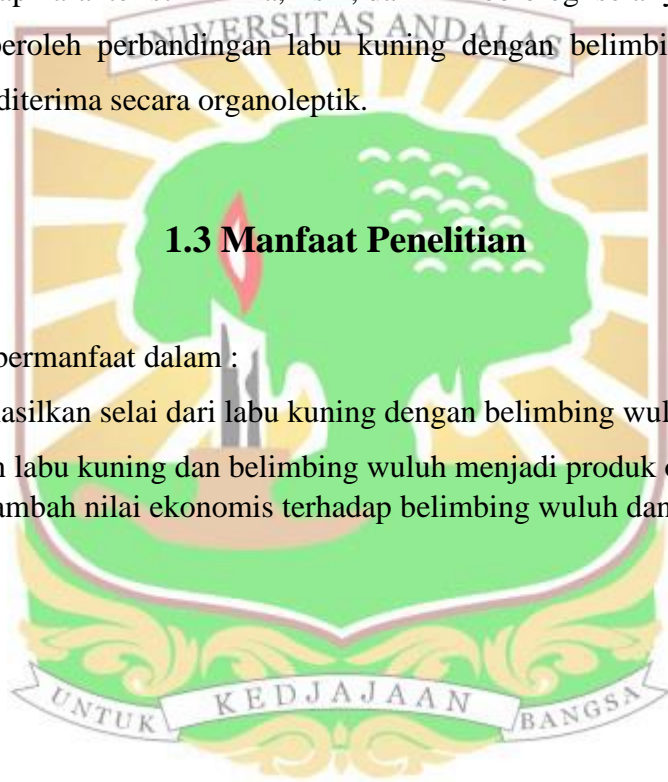 UNIVERSITAS ANDALAS
peroleh perbandingan labu kuning dengan belimbi
diterima secara organoleptik.
1.3 Manfaat Penelitian
bermanfaat dalam :
asilkan selai dari labu kuning dengan belimbing wul
labu kuning dan belimbing wuluh menjadi produk
ambah nilai ekonomis terhadap belimbing wuluh dan
UNTUK KEDJAJAAN BANGSA